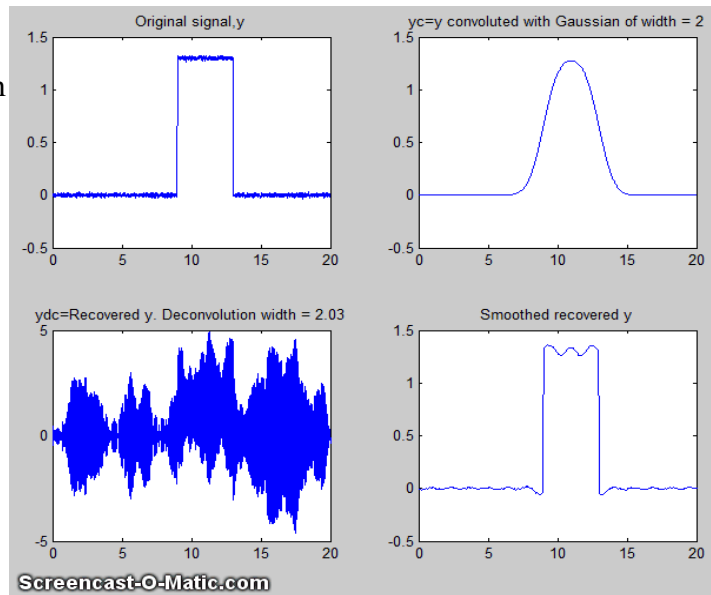 Original signal,y
1.5
1
0.5
0
-0.5
0 5 10 15 20
yc=y convoluted with Gaussian of width = 2
1.5
1
0.5
0
-0.5
0 5 10 15 20
ydc=Recovered y. Deconvolution width = 2.03
5
0
-5
0 5 10 15 20
Smoothed recovered y
1.5
1
0.5
0
-0.5
0 5 10 15 20
Screencast-O-Matic.com